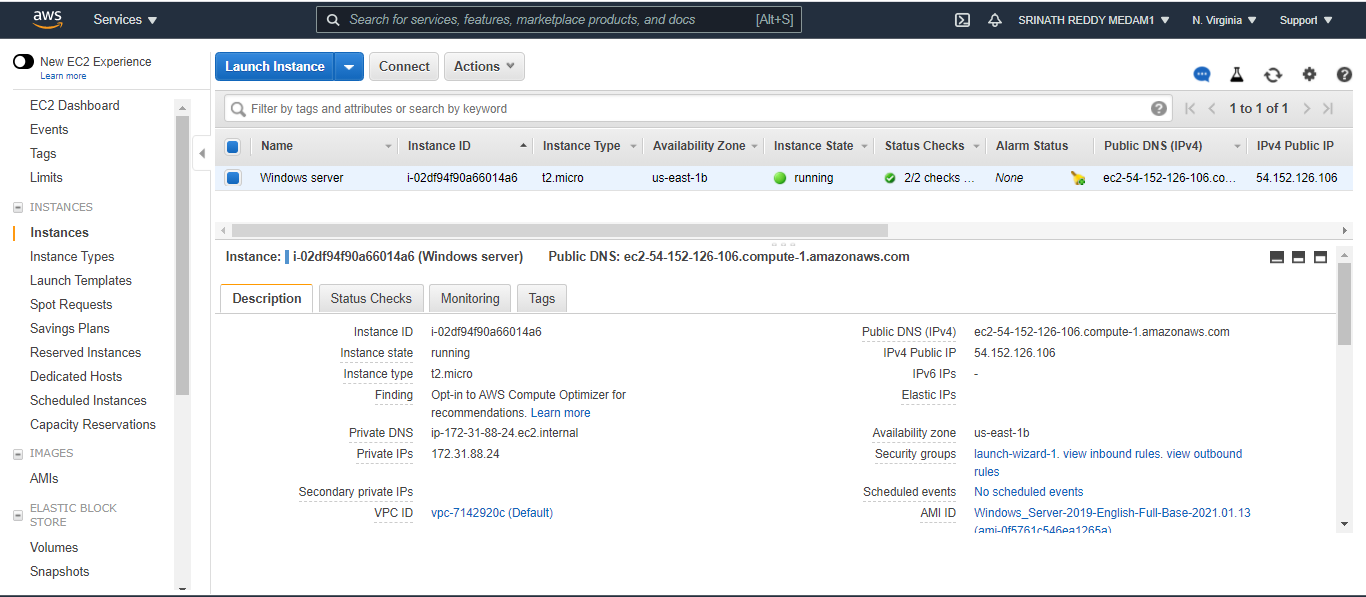 aws Services Search for services, features, marketplace products, and docs [Alt+S] SRINATH REDDY MEDAM1 N. Virginia Support
New EC2 Experience
Learn more
EC2 Dashboard
Events
Tags
Limits
INSTANCES
Instances
Instance Types
Launch Templates
Spot Requests
Savings Plans
Reserved Instances
Dedicated Hosts
Scheduled Instances
Capacity Reservations
IMAGES
AMIs
ELASTIC BLOCK
STORE
Volumes
Snapshots
Launch Instance Connect Actions
Filter by tags and attributes or search by keyword 1 to 1 of 1
Name Instance ID Instance Type Availability Zone Instance State Status Checks Alarm Status Public DNS (IPv4) IPv4 Public IP
Windows server i-02df94f90a66014a6 t2.micro us-east-1b running 2/2 checks ... None ec2-54-152-126-106.co... 54.152.126.106
Instance: i-02df94f90a66014a6 (Windows server) Public DNS: ec2-54-152-126-106.compute-1.amazonaws.com
Description Status Checks Monitoring Tags
Instance ID i-02df94f90a66014a6 Public DNS (IPv4) ec2-54-152-126-106.compute-1.amazonaws.com
Instance state running IPv4 Public IP 54.152.126.106
Instance type t2.micro IPv6 IPs -
Finding Opt-in to AWS Compute Optimizer for Elastic IPs
recommendations. Learn more
Private DNS ip-172-31-88-24.ec2.internal Availability zone us-east-1b
Private IPs 172.31.88.24 Security groups launch-wizard-1. view inbound rules. view outbound
rules
Secondary private IPs Scheduled events No scheduled events
VPC ID vpc-7142920c (Default) AMI ID Windows_Server-2019-English-Full-Base-2021.01.13
(ami-0f5761c546ea1265a)